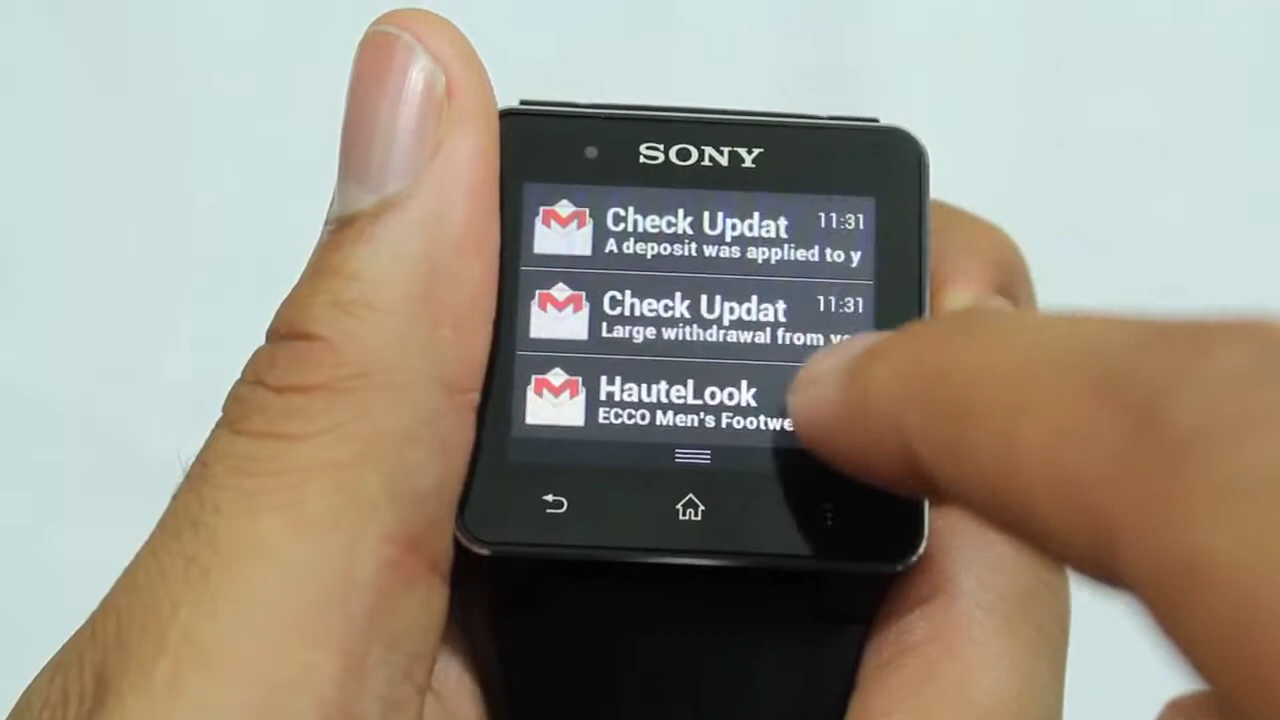 SONY
Check Updat 11:31
A deposit was applied to y
Check Updat 11:31
Large withdrawal from
HauteLook
ECCO Men's Footwe